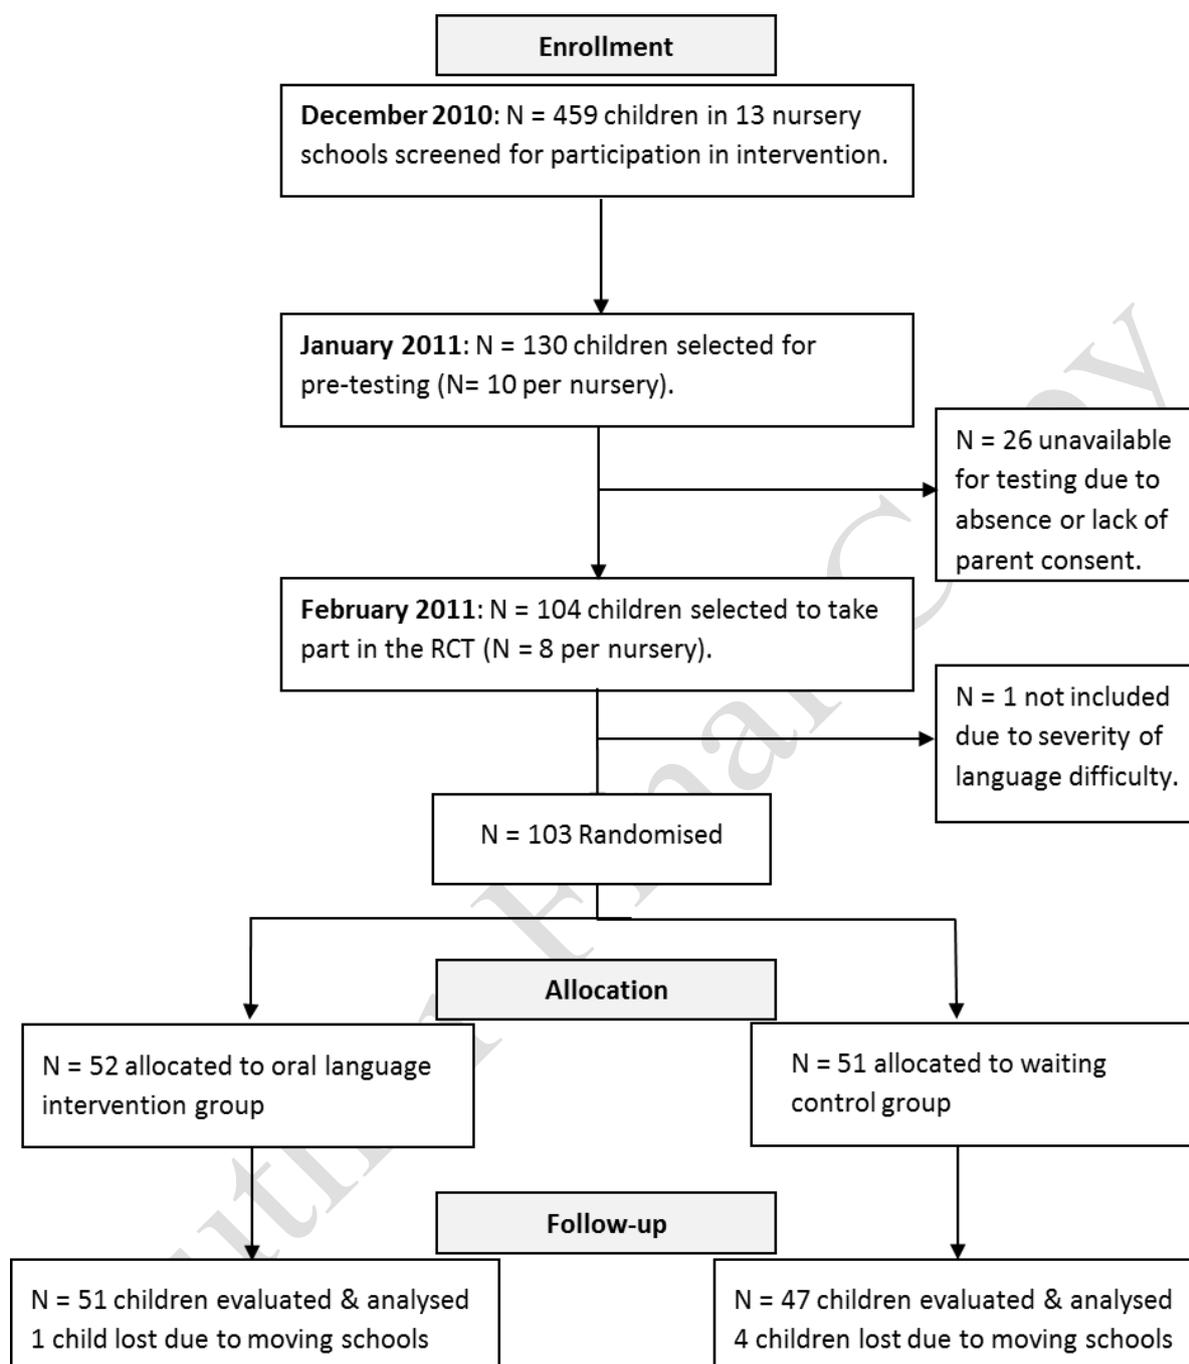 Enrollment
December 2010: N = 459 children in 13 nursery
schools screened for participation in intervention.
January 2011: N = 130 children selected for
pre-testing (N= 10 per nursery).
N = 26 unavailable
for testing due to
absence or lack of
parent consent.
February 2011: N = 104 children selected to take
part in the RCT (N = 8 per nursery).
N = 1 not included
due to severity of
language difficulty.
N = 103 Randomised
Allocation
N = 52 allocated to oral language
intervention group
N = 51 allocated to waiting
control group
Follow-up
N = 51 children evaluated & analysed
1 child lost due to moving schools
N = 47 children evaluated & analysed
4 children lost due to moving schools